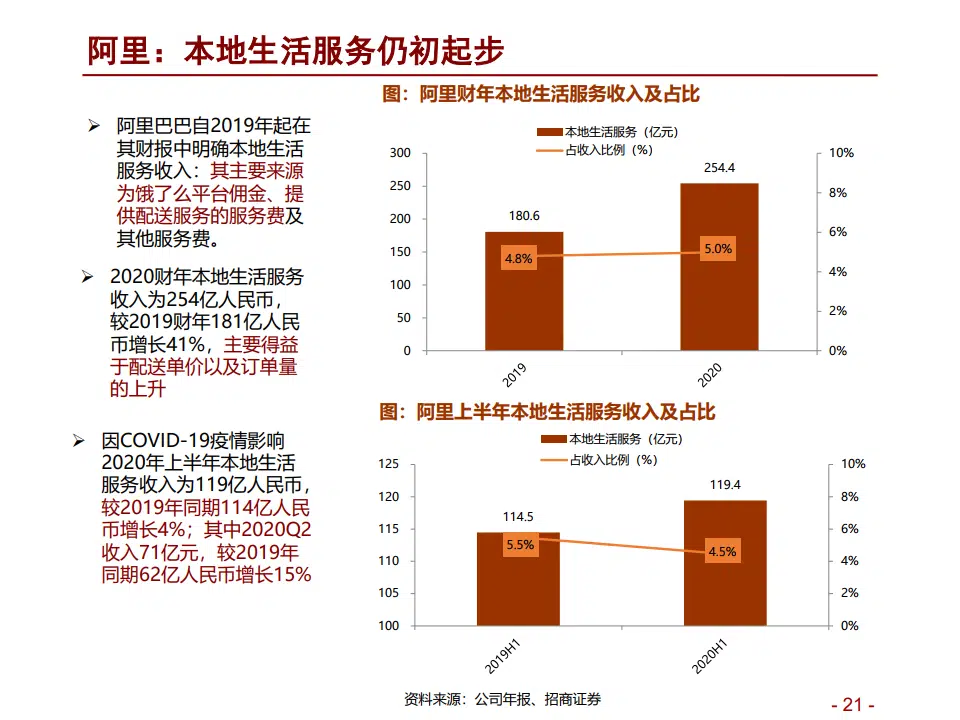 阿里：本地生活服务仍初起步
➢ 阿里巴巴自2019年起在
其财报中明确本地生活
服务收入：其主要来源
为饿了么平台佣金、提
供配送服务的服务费及
其他服务费。
➢ 2020财年本地生活服务
收入为254亿人民币，
较2019财年181亿人民
币增长41%，主要得益
于配送单价以及订单量
的上升
➢ 因COVID-19疫情影响
2020年上半年本地生活
服务收入为119亿人民币，
较2019年同期114亿人民
币增长4%；其中2020Q2
收入71亿元，较2019年
同期62亿人民币增长15%
图：阿里财年本地生活服务收入及占比
本地生活服务（亿元）
占收入比例（%）
300
250
200
150
100
50
0
10%
8%
6%
4%
2%
0%
180.6
254.4
4.8%
5.0%
2019
2020
图：阿里上半年本地生活服务收入及占比
本地生活服务（亿元）
占收入比例（%）
125
120
115
110
105
100
10%
8%
6%
4%
2%
0%
114.5
119.4
5.5%
4.5%
2019H1
2020H1
资料来源：公司年报、招商证券
- 21 -